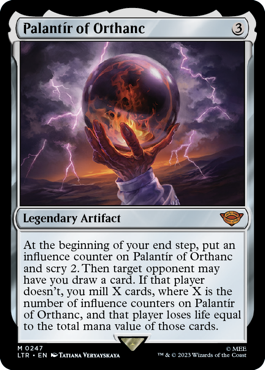 Palantír of Orthanc 3
Legendary Artifact
At the beginning of your end step, put an
influence counter on Palantír of Orthanc
and scry 2. Then target opponent may
have you draw a card. If that player
doesn't, you mill X cards, where X is the
number of influence counters on Palantír
of Orthanc, and that player loses life equal
to the total mana value of those cards.
M 0247
LTR • EN Tatiana Veryayskaya
© MEE
™ & © 2023 Wizards of the Coast